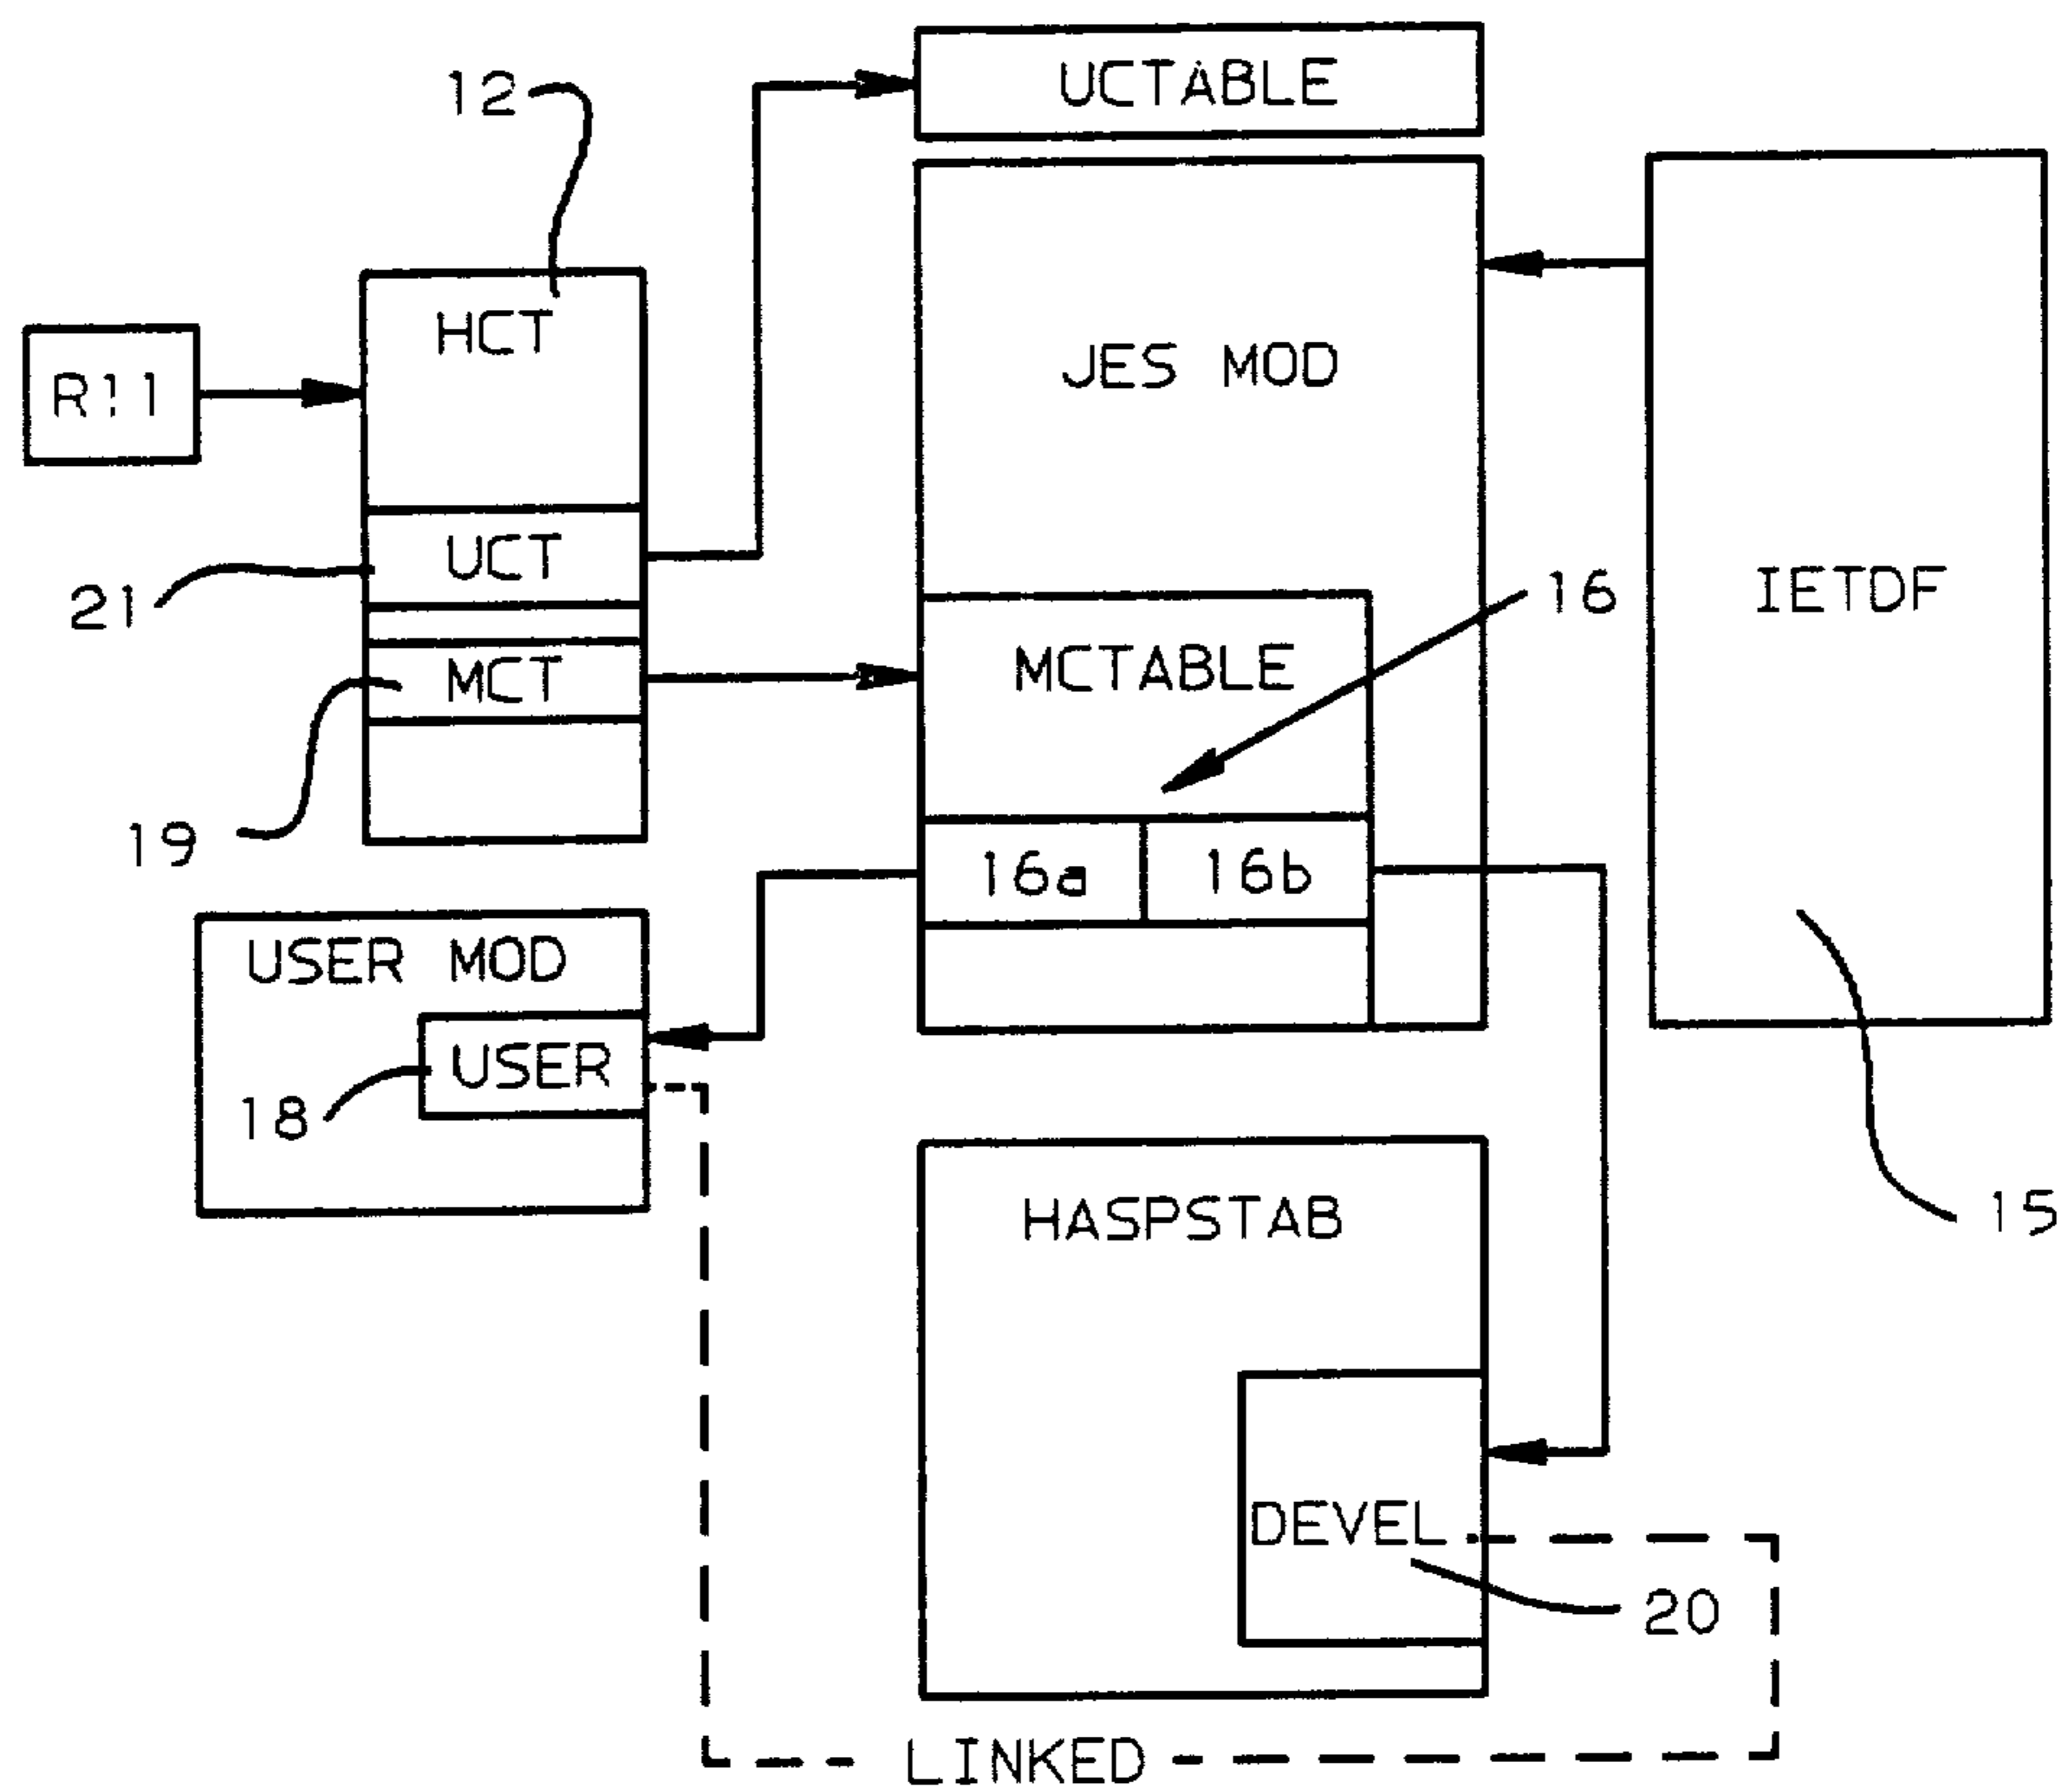 UCTABLE
12
HCT
JES MOD
R11
UCT
21
IETDF
16
MCTABLE
MCT
19
16a
16b
USER MOD
USER
18
HASPSTAB
15
DEVEL
20
LINKED